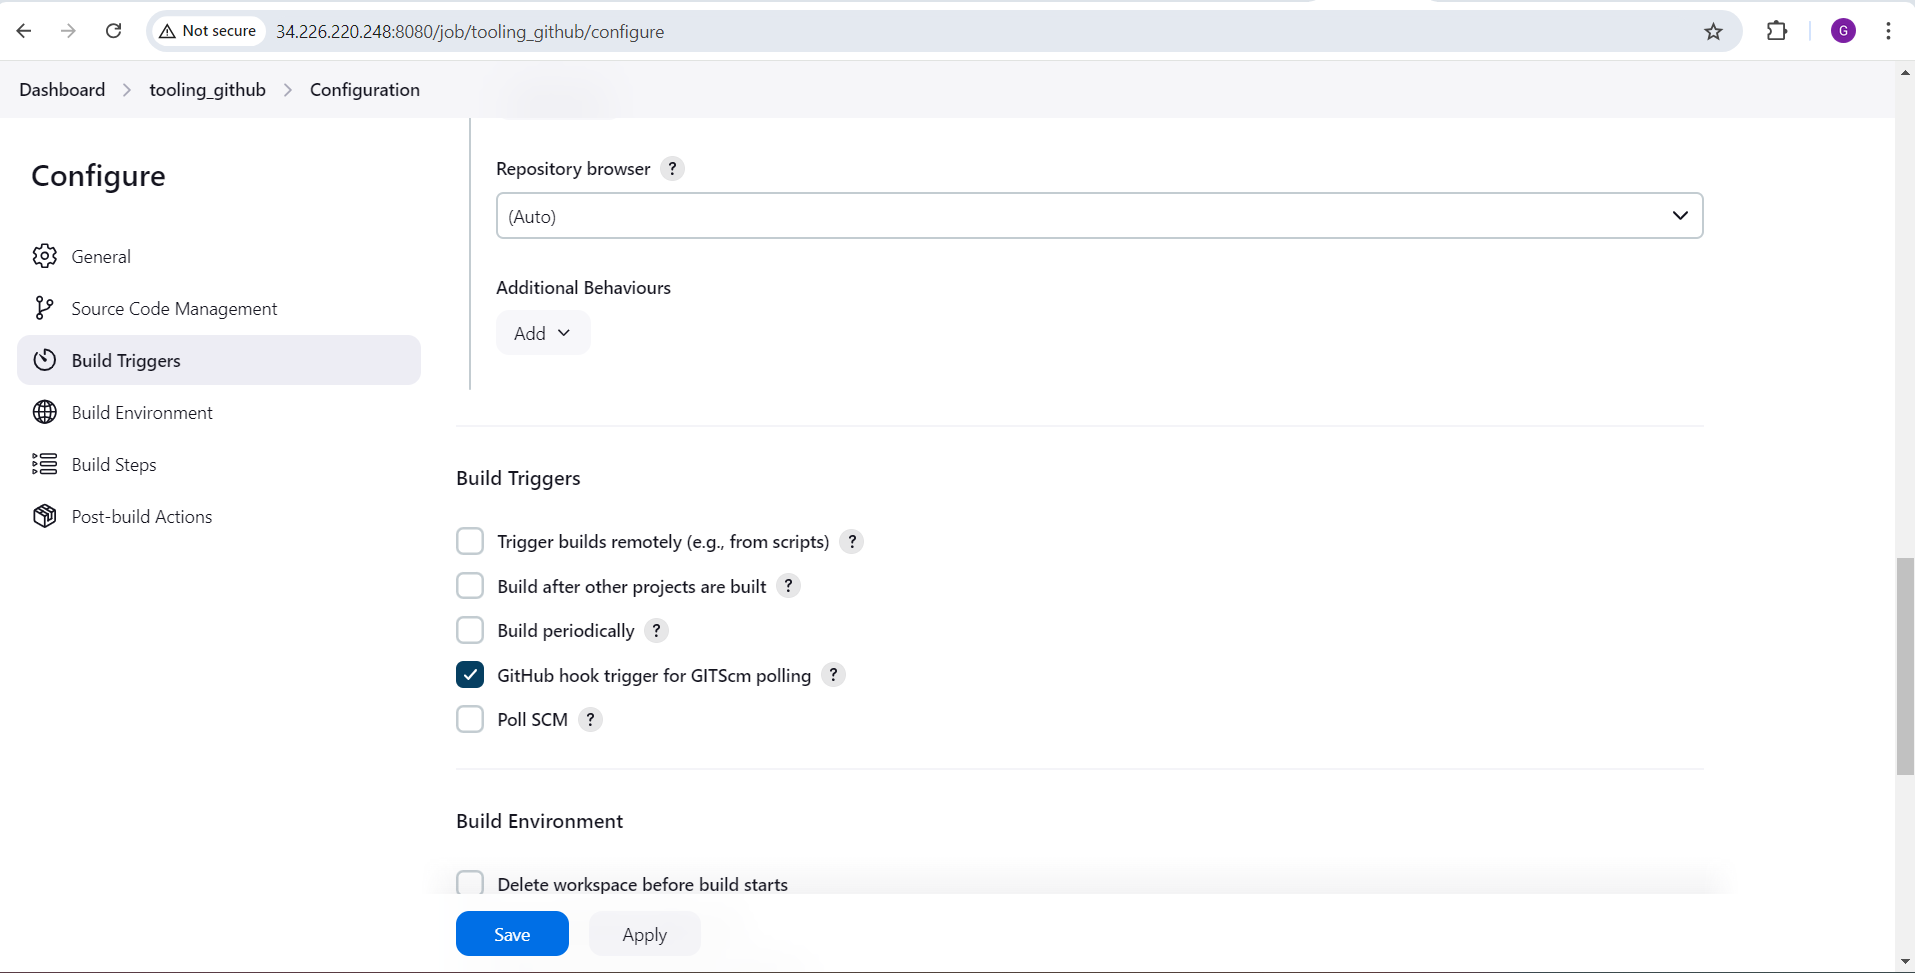 Not secure 34.226.220.248:8080/job/tooling_github/configure G
Dashboard tooling_github Configuration
Configure
General
Source Code Management
Build Triggers
Build Environment
Build Steps
Post-build Actions
Repository browser ?
(Auto)
Additional Behaviours
Add
Build Triggers
Trigger builds remotely (e.g., from scripts) ?
Build after other projects are built ?
Build periodically ?
GitHub hook trigger for GITScm polling ?
Poll SCM ?
Build Environment
Delete workspace before build starts
Save Apply